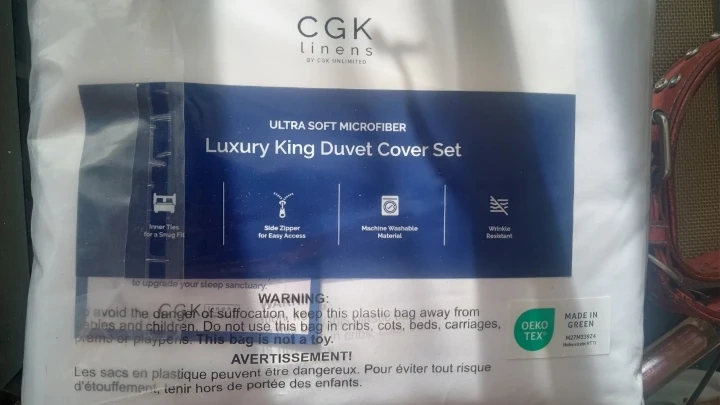 CGK
linens
BY CGK UNLIMITED
ULTRA SOFT MICROFIBER
Luxury King Duvet Cover Set
Inner Ties
for a Snug Fit
Side Zipper
for Easy Access
Machine Washable
Material
Wrinkle
Resistant
to upgrade your sleep sanctuary.
CGK
WARNING:
avoid the danger of suffocation, keep this plastic bag away from
babies and children. Do not use this bag in cribs, cots, beds, carriages,
prams or playpens. This bag is not a toy.
AVERTISSEMENT!
Les sacs en plastique peuvent être dangereux. Pour éviter tout risque
d'étouffement, tenir hors de portée des enfants.
OEKO
TEX
MADE IN
GREEN